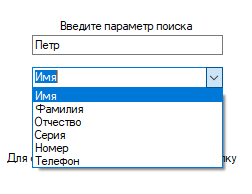 Введите параметр поиска
Петр
Имя
Имя
Фамилия
Отчество
Серия
Номер
Телефон
Для